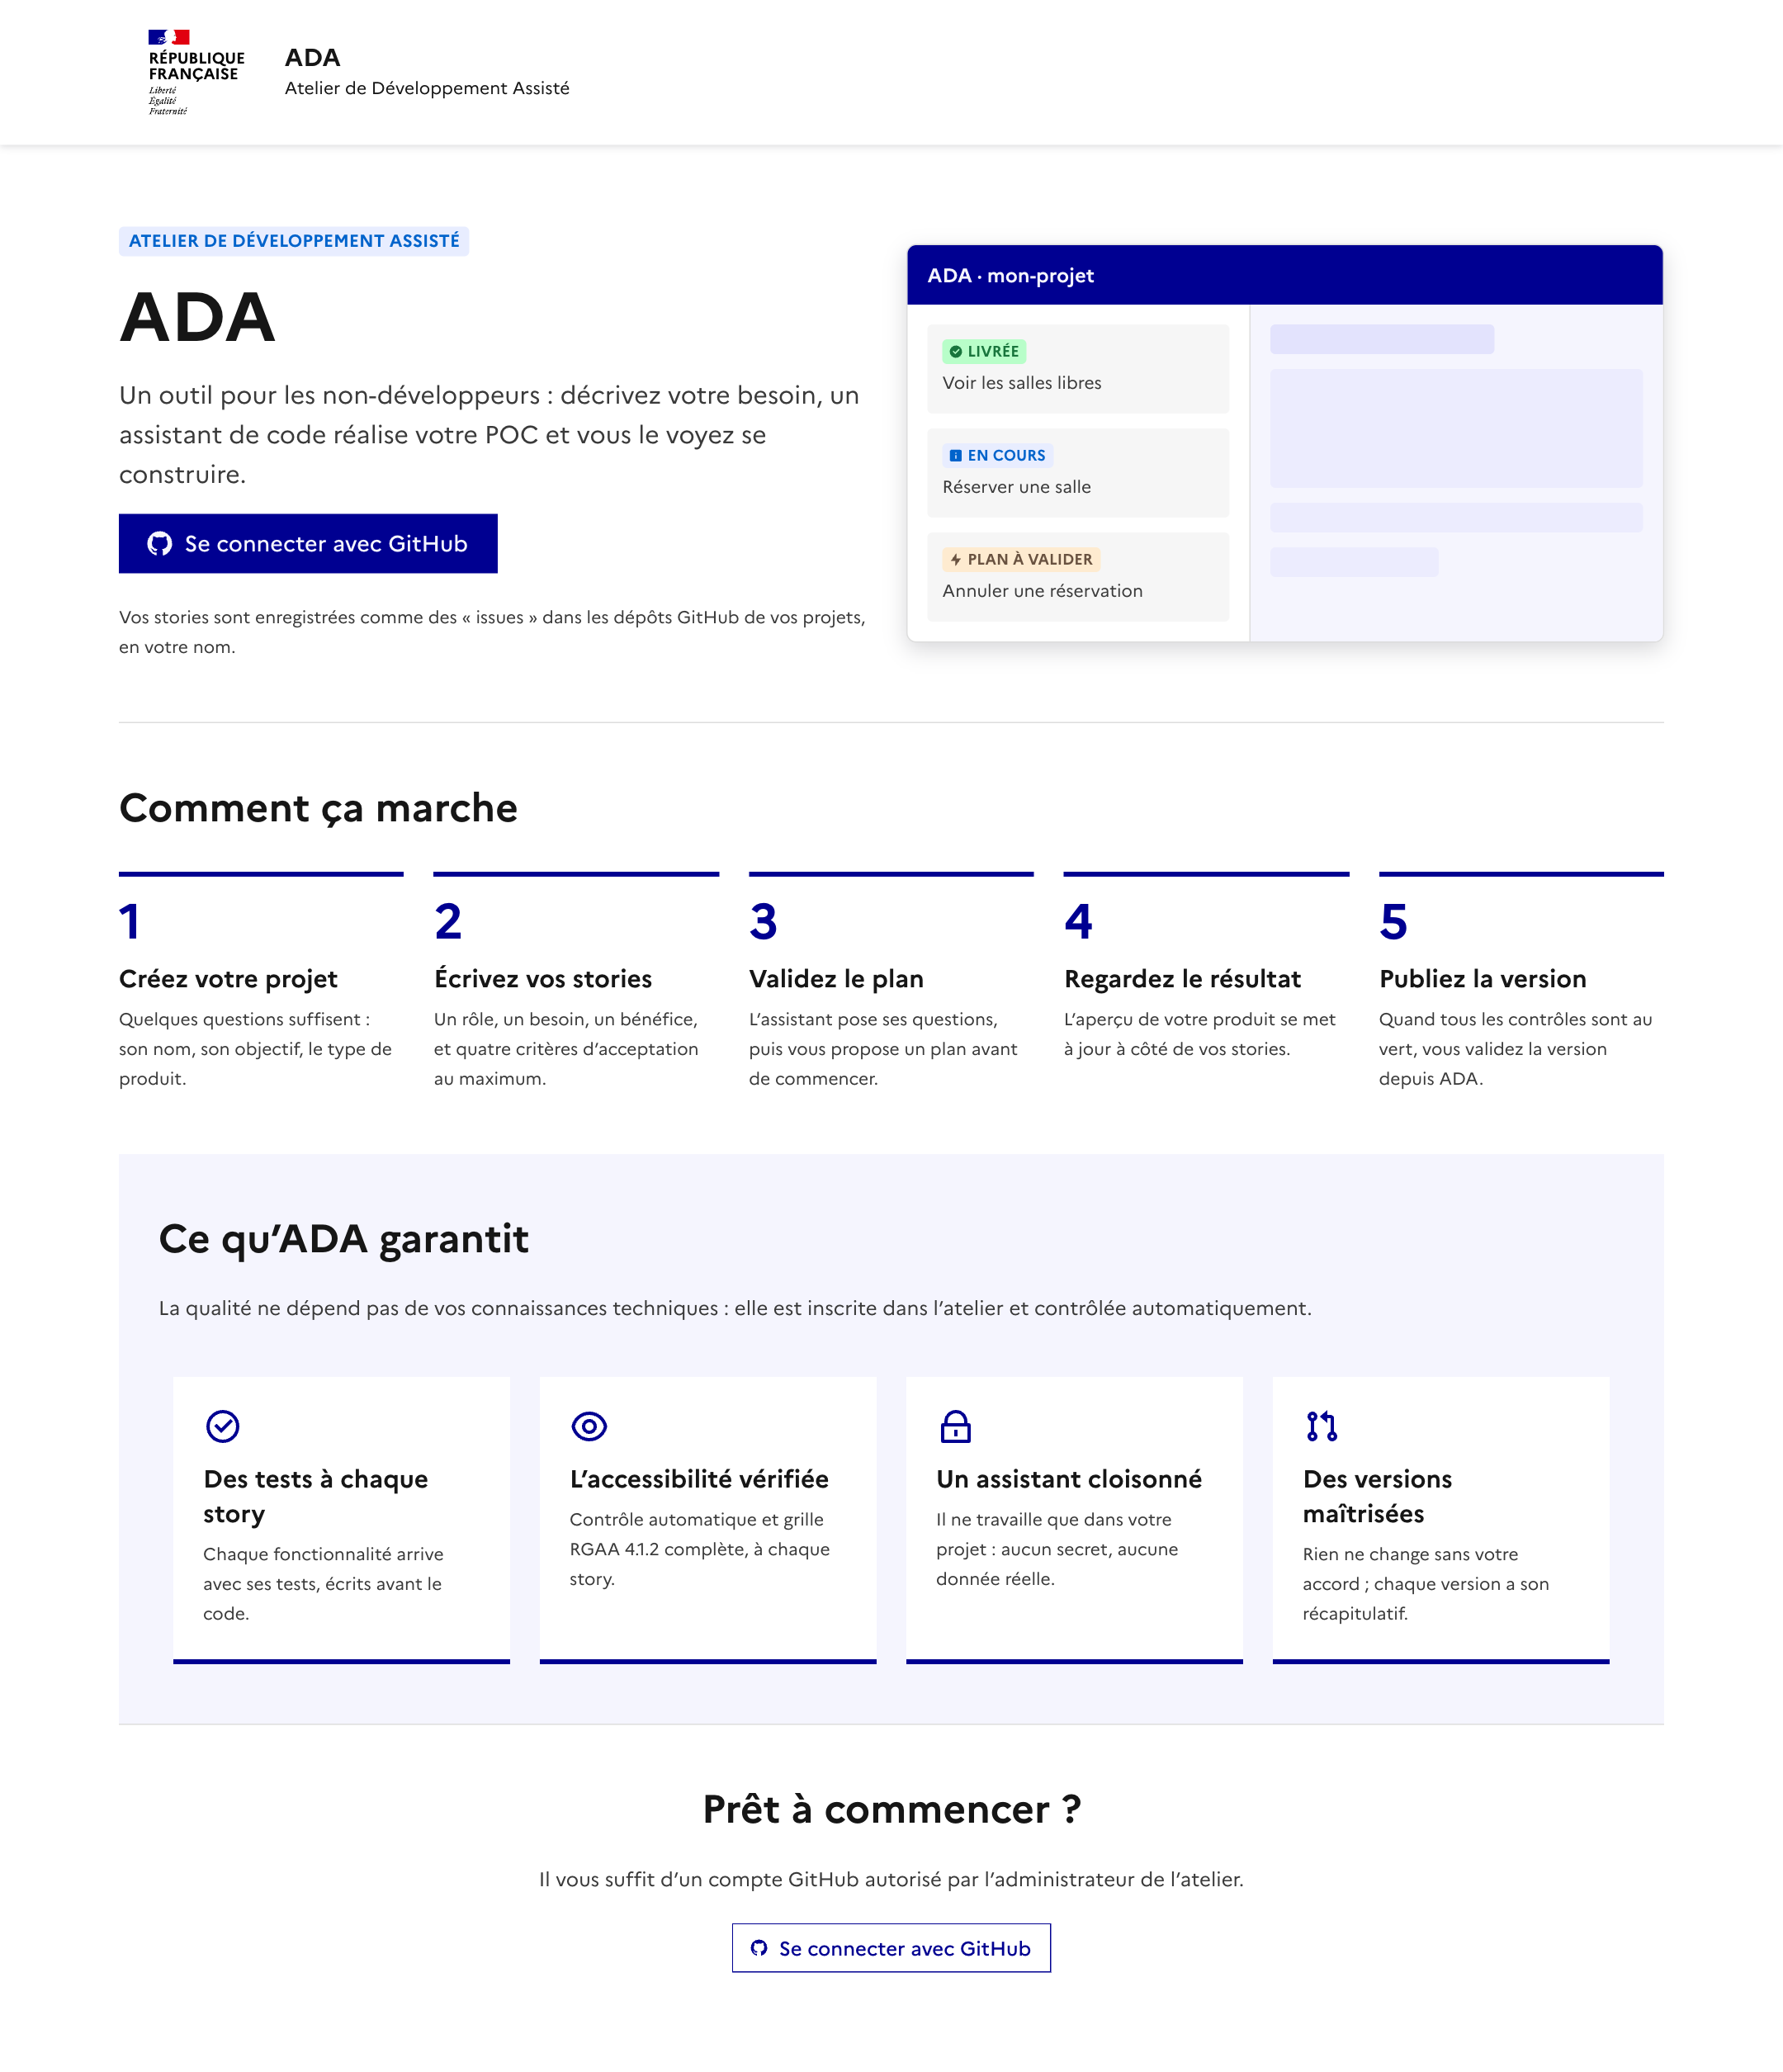 RÉPUBLIQUE
FRANÇAISE
Liberté
Égalité
Fraternité
ADA
Atelier de Développement Assisté
ATELIER DE DÉVELOPPEMENT ASSISTÉ
ADA
Un outil pour les non-développeurs : décrivez votre besoin, un
assistant de code réalise votre POC et vous le voyez se
construire.
Se connecter avec GitHub
Vos stories sont enregistrées comme des « issues » dans les dépôts GitHub de vos projets,
en votre nom.
ADA · mon-projet
LIVRÉE
Voir les salles libres
EN COURS
Réserver une salle
PLAN À VALIDER
Annuler une réservation
Comment ça marche
1
Créez votre projet
Quelques questions suffisent :
son nom, son objectif, le type de
produit.
2
Écrivez vos stories
Un rôle, un besoin, un bénéfice,
et quatre critères d’acceptation
au maximum.
3
Validez le plan
L’assistant pose ses questions,
puis vous propose un plan avant
de commencer.
4
Regardez le résultat
L’aperçu de votre produit se met
à jour à côté de vos stories.
5
Publiez la version
Quand tous les contrôles sont au
vert, vous validez la version
depuis ADA.
Ce qu’ADA garantit
La qualité ne dépend pas de vos connaissances techniques : elle est inscrite dans l’atelier et contrôlée automatiquement.
Des tests à chaque
story
Chaque fonctionnalité arrive
avec ses tests, écrits avant le
code.
L’accessibilité vérifiée
Contrôle automatique et grille
RGAA 4.1.2 complète, à chaque
story.
Un assistant cloisonné
Il ne travaille que dans votre
projet : aucun secret, aucune
donnée réelle.
Des versions
maîtrisées
Rien ne change sans votre
accord ; chaque version a son
récapitulatif.
Prêt à commencer ?
Il vous suffit d’un compte GitHub autorisé par l’administrateur de l’atelier.
Se connecter avec GitHub